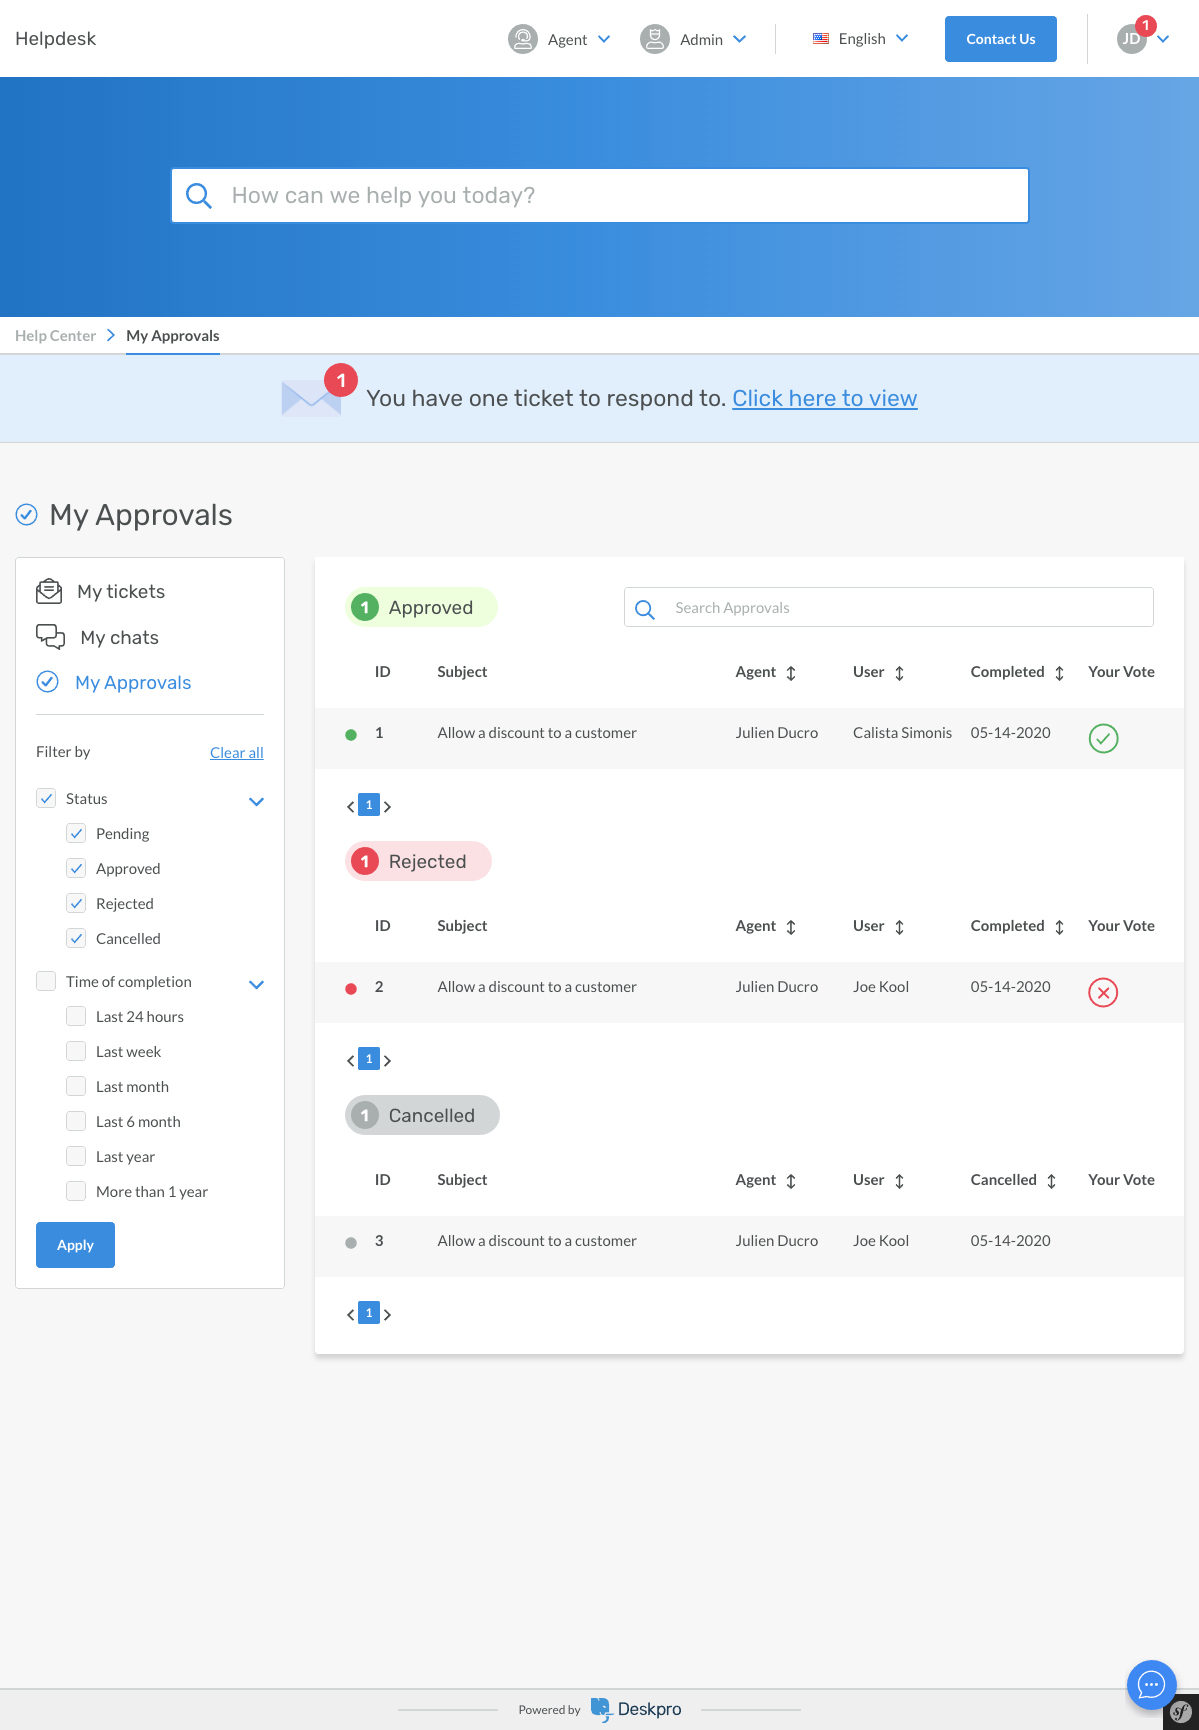 Helpdesk
Agent
Admin
English
Contact Us
JD
1
How can we help you today?
Help Center
My Approvals
1
You have one ticket to respond to. Click here to view
My Approvals
My tickets
My chats
My Approvals
Filter by
Clear all
Status
Pending
Approved
Rejected
Cancelled
Time of completion
Last 24 hours
Last week
Last month
Last 6 month
Last year
More than 1 year
Apply
1 Approved
Search Approvals
ID Subject Agent User Completed Your Vote
1 Allow a discount to a customer Julien Ducro Calista Simonis 05-14-2020
1
1 Rejected
ID Subject Agent User Completed Your Vote
2 Allow a discount to a customer Julien Ducro Joe Kool 05-14-2020
1
1 Cancelled
ID Subject Agent User Cancelled Your Vote
3 Allow a discount to a customer Julien Ducro Joe Kool 05-14-2020
1
Powered by Deskpro
sf